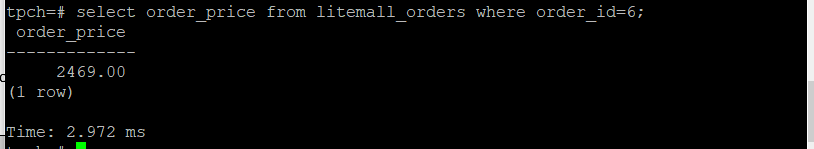 tpch=# select order_price from litemall_orders where order_id=6;
order_price
-------------
2469.00
(1 row)
Time: 2.972 ms